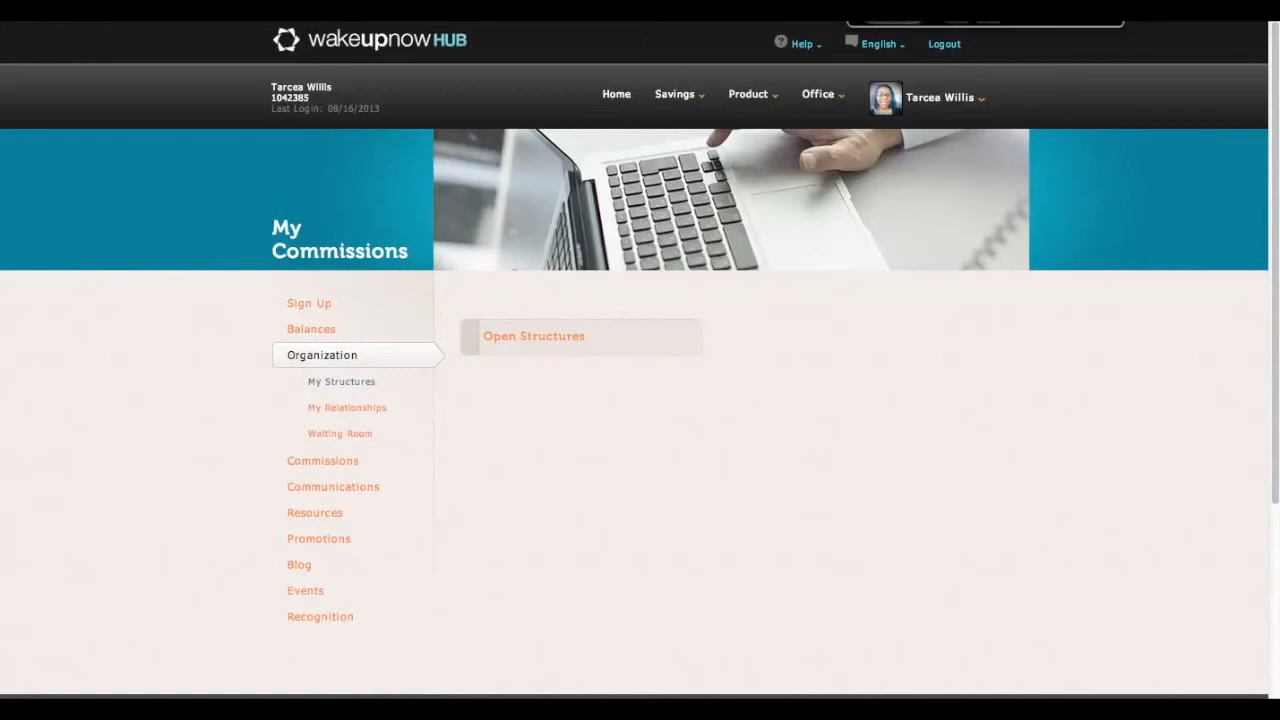 wakeupnowHUB
Help
English
Logout
Tarcea Willis
1042385
Last Login: 08/16/2013
Home
Savings
Product
Office
Tarcea Willis
My
Commissions
Sign Up
Balances
Organization
My Structures
My Relationships
Waiting Room
Commissions
Communications
Resources
Promotions
Blog
Events
Recognition
Open Structures